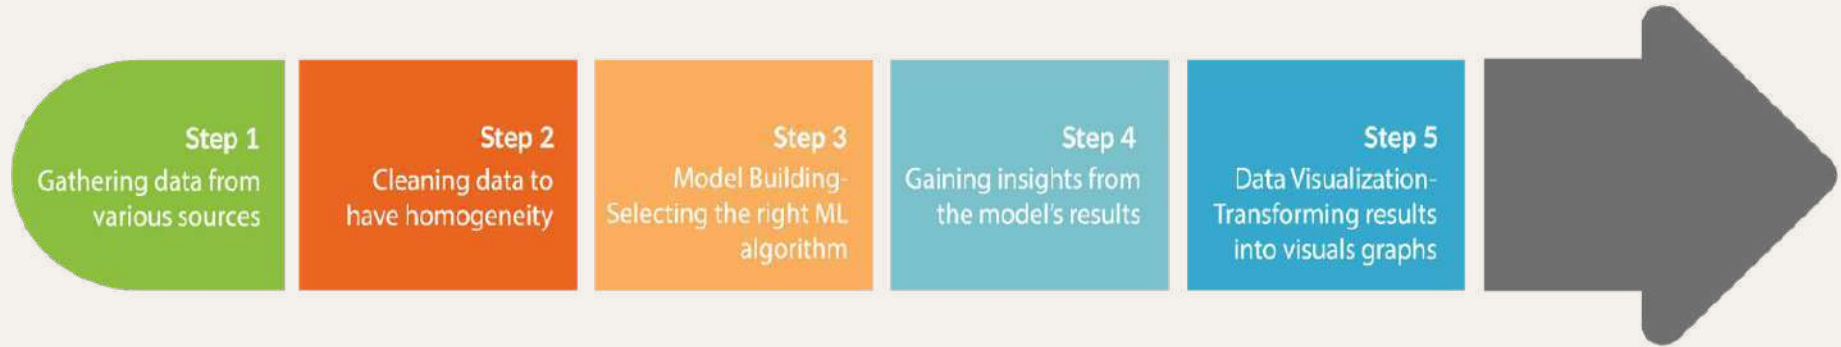 Step 1
Gathering data from
various sources
Step 2
Cleaning data to
have homogeneity
Step 3
Model Building-
Selecting the right ML
algorithm
Step 4
Gaining insights from
the model's results
Step 5
Data Visualization-
Transforming results
into visuals graphs